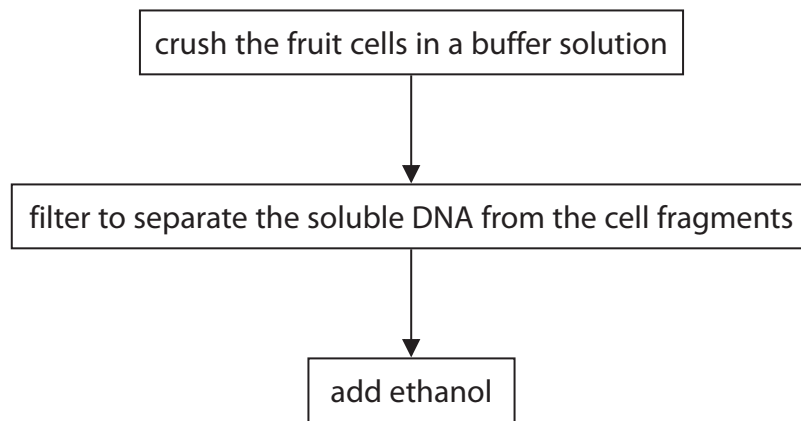 crush the fruit cells in a buffer solution
filter to separate the soluble DNA from the cell fragments
add ethanol